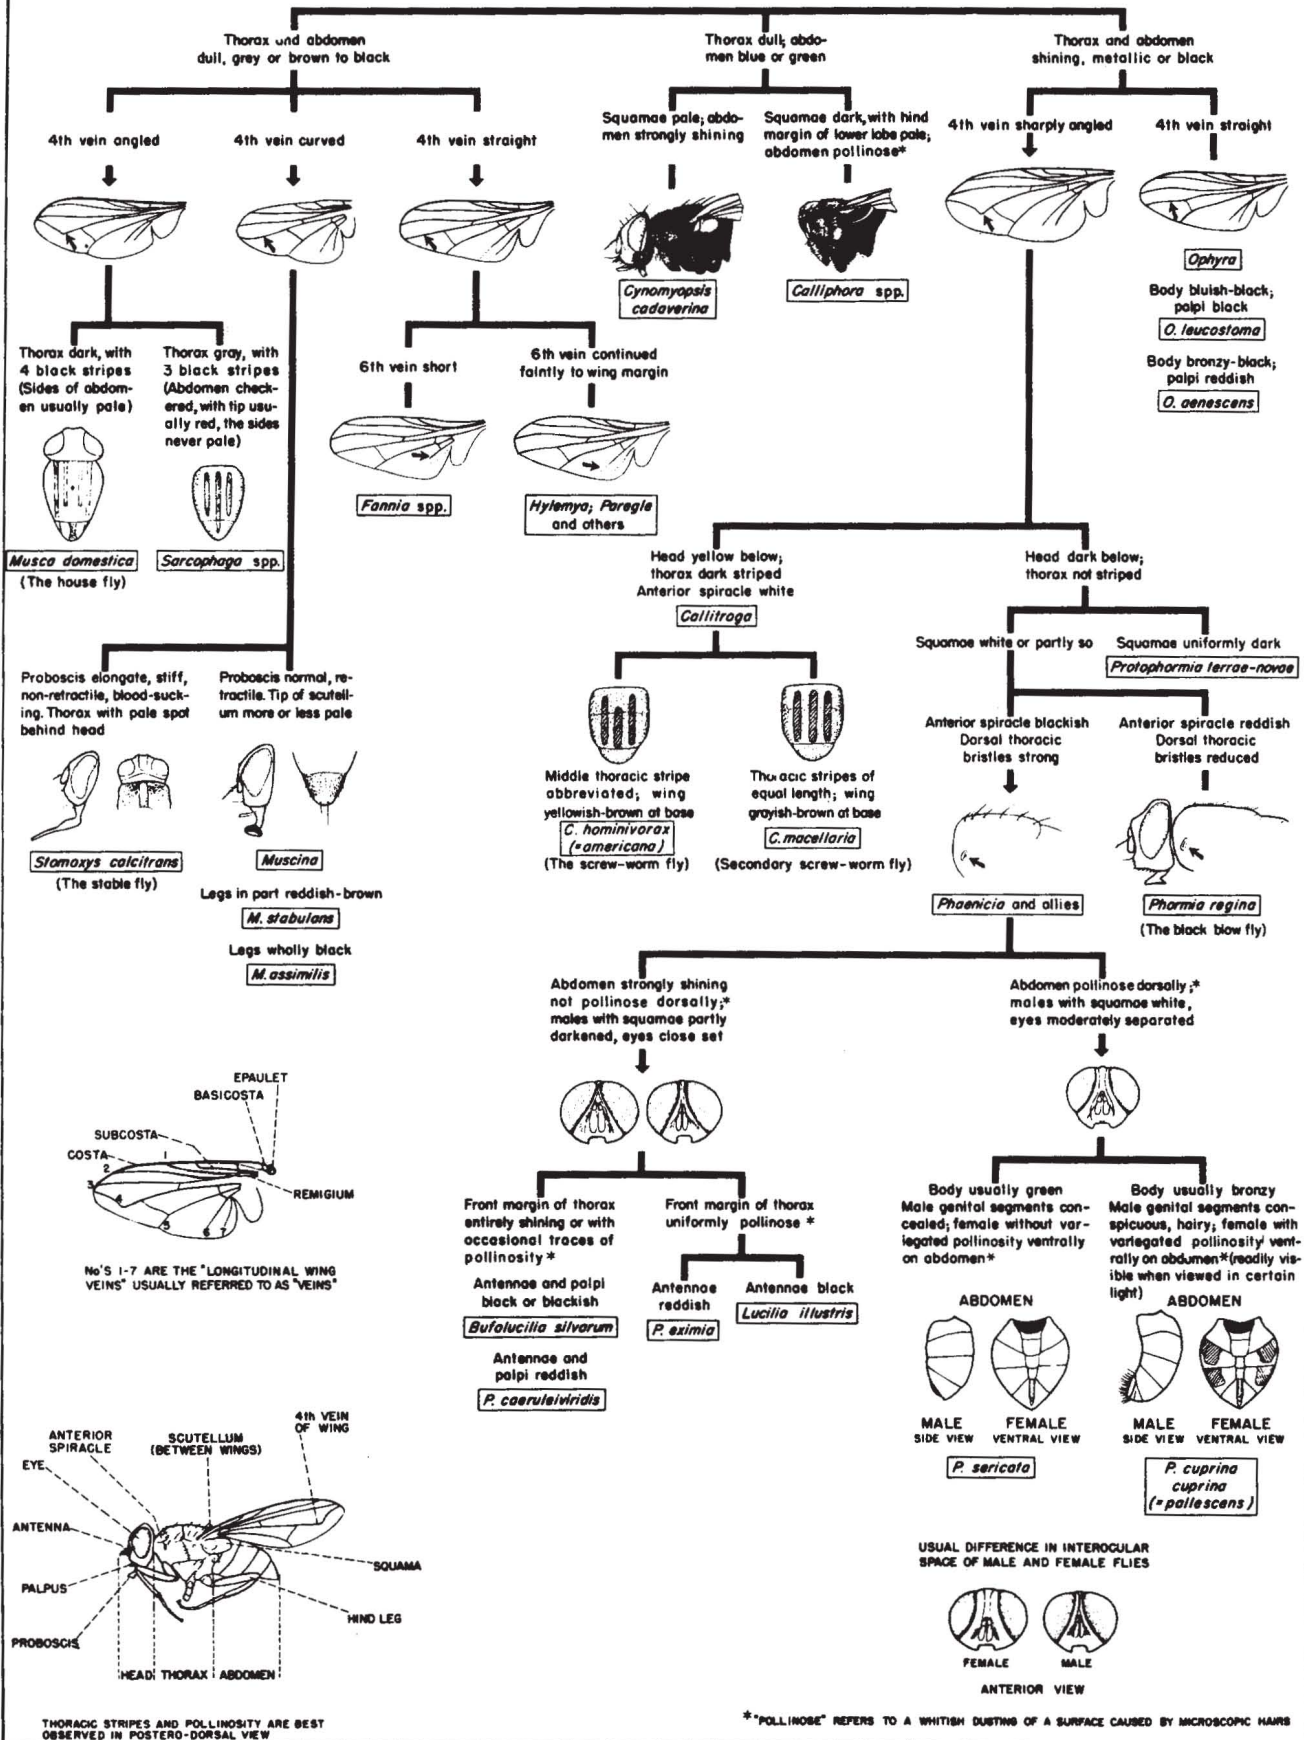 Thorax and abdomen
dull, grey or brown to black
Thorax dull; abdo-
men blue or green
Thorax and abdomen
shining, metallic or black
4th vein angled
4th vein curved
4th vein straight
Squamae pale; abdo-
men strongly shining
Squamae dark, with hind
margin of lower lobe pale;
abdomen pollinose*
4th vein sharply angled
4th vein straight
Cynomyopsis
cadaverina
Calliphora spp.
Ophyra
Body bluish-black;
palpi black
O. leucostoma
Body bronzy-black;
palpi reddish
O. aenescens
Thorax dark, with
4 black stripes
(Sides of abdom-
en usually pale)
Thorax gray, with
3 black stripes
(Abdomen check-
ered, with tip usu-
ally red, the sides
never pale)
6th vein short
6th vein continued
faintly to wing margin
Musca domestica
(The house fly)
Sarcophaga spp.
Fannia spp.
Hylemya; Paregle
and others
Head yellow below;
thorax dark striped
Anterior spiracle white
Callitroga
Head dark below;
thorax not striped
Squamae white or partly so
Squamae uniformly dark
Protophormia terrae-novae
Proboscis elongate, stiff,
non-retractile, blood-suck-
ing. Thorax with pale spot
behind head
Proboscis normal, re-
tractile. Tip of scutell-
um more or less pale
Anterior spiracle blackish
Dorsal thoracic
bristles strong
Anterior spiracle reddish
Dorsal thoracic
bristles reduced
Middle thoracic stripe
abbreviated; wing
yellowish-brown at base
C. hominivorax
(=americana)
(The screw-worm fly)
Thoracic stripes of
equal length; wing
grayish-brown at base
C. macellaria
(Secondary screw-worm fly)
Stomoxys calcitrans
(The stable fly)
Muscina
Legs in part reddish-brown
M. stabulans
Legs wholly black
M. assimilis
Phaenicia and allies
Phormia regina
(The black blow fly)
Abdomen strongly shining
not pollinose dorsally;*
males with squamae partly
darkened, eyes close set
Abdomen pollinose dorsally;*
males with squamae white,
eyes moderately separated
EPAULET
BASICOSTA
SUBCOSTA
COSTA
REMIGIUM
1
2
3
4
5
6
7
No'S 1-7 ARE THE "LONGITUDINAL WING
VEINS" USUALLY REFERRED TO AS "VEINS"
Front margin of thorax
entirely shining or with
occasional traces of
pollinosity*
Antennae and palpi
black or blackish
Bufolucilia silvarum
Antennae and
palpi reddish
P. caeruleiviridis
Front margin of thorax
uniformly pollinose *
Antennae
reddish
P. eximia
Antennae black
Lucilia illustris
Body usually green
Male genital segments con-
cealed; female without var-
iegated pollinosity ventrally
on abdomen*
ABDOMEN
MALE
SIDE VIEW
FEMALE
VENTRAL VIEW
P. sericata
Body usually bronzy
Male genital segments con-
spicuous, hairy; female with
variegated pollinosity vent-
rally on abdomen*(readily vis-
ible when viewed in certain
light)
ABDOMEN
MALE
SIDE VIEW
FEMALE
VENTRAL VIEW
P. cuprina
cuprina
(=pallescens)
4th VEIN
OF WING
ANTERIOR
SPIRACLE
SCUTELLUM
(BETWEEN WINGS)
EYE
ANTENNA
PALPUS
PROBOSCIS
SQUAMA
HIND LEG
HEAD
THORAX
ABDOMEN
USUAL DIFFERENCE IN INTEROCULAR
SPACE OF MALE AND FEMALE FLIES
FEMALE
MALE
ANTERIOR VIEW
THORACIC STRIPES AND POLLINOSITY ARE BEST
OBSERVED IN POSTERO-DORSAL VIEW
*"POLLINOSE" REFERS TO A WHITISH DUSTING OF A SURFACE CAUSED BY MICROSCOPIC HAIRS